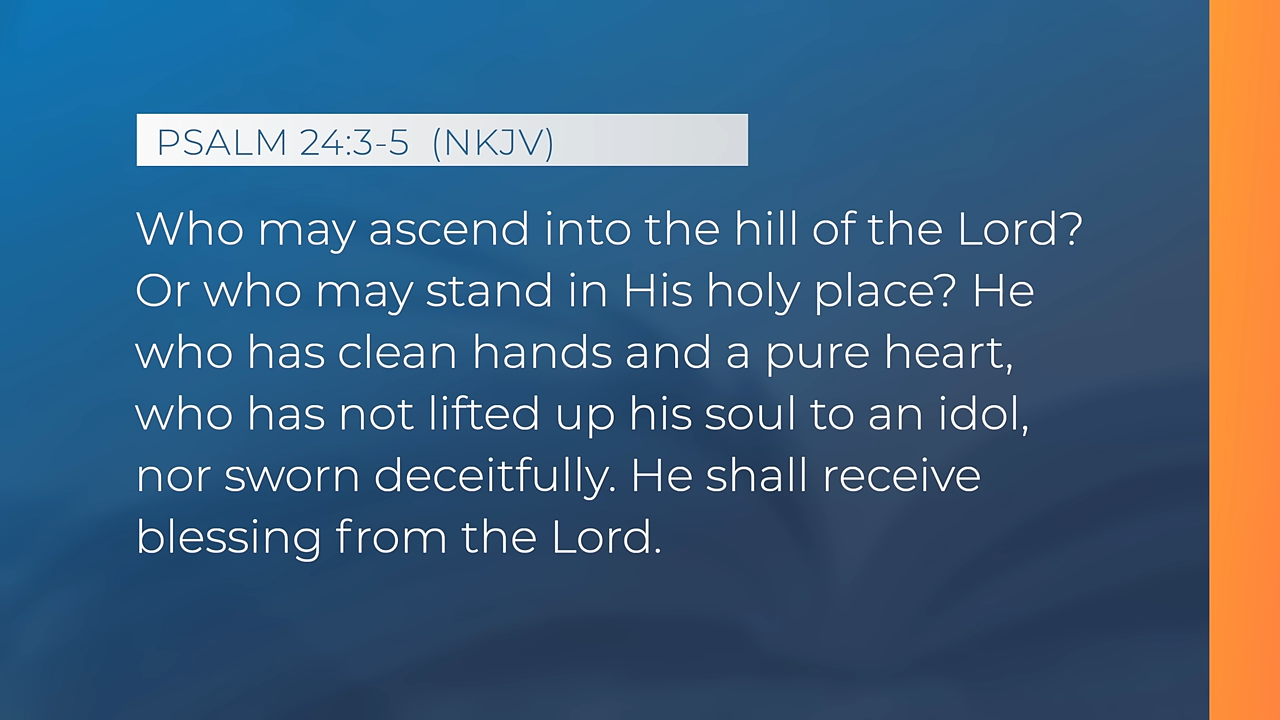 PSALM 24:3-5 (NKJV)
Who may ascend into the hill of the Lord?
Or who may stand in His holy place? He
who has clean hands and a pure heart,
who has not lifted up his soul to an idol,
nor sworn deceitfully. He shall receive
blessing from the Lord.